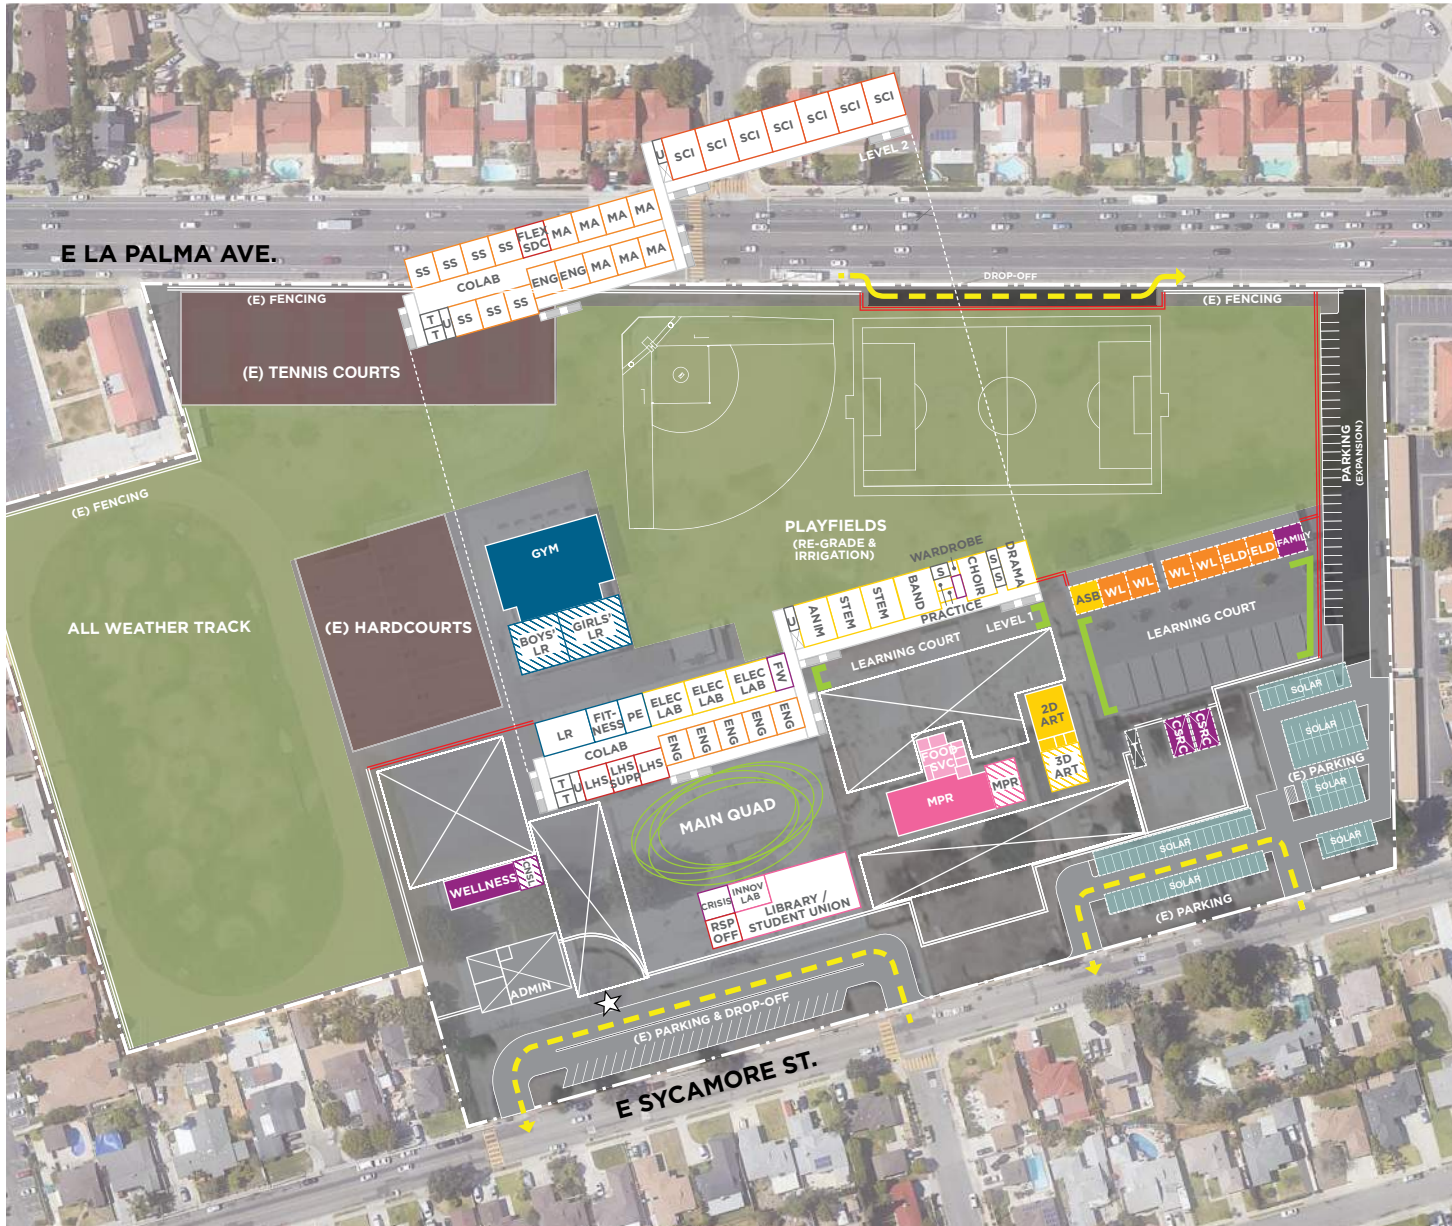 SCI
SCI
SCI
SCI
SCI
SCI
SCI
U
LEVEL 2
E LA PALMA AVE.
SS
SS
SS
SS
FLEX
SDC
MA
MA
MA
MA
COLAB
ENG
ENG
MA
MA
MA
T
T
U
SS
SS
SS
DROP-OFF
(E) FENCING
(E) FENCING
(E) TENNIS COURTS
PARKING
(EXPANSION)
(E) FENCING
PLAYFIELDS
(RE-GRADE &
IRRIGATION)
GYM
BOYS'
LR
GIRLS'
LR
ALL WEATHER TRACK
(E) HARDCOURTS
WARDROBE
U
ANIM
STEM
STEM
BAND
S
CHOIR
S
S
DRAMA
PRACTICE
LEVEL 1
LEARNING COURT
ASB
WL
WL
WL
WL
ELD
ELD
FAMILY
LEARNING COURT
LR
FIT-
NESS
PE
ELEC
LAB
ELEC
LAB
ELEC
LAB
FW
COLAB
T
T
U
LHS
LHS
SUPP
LHS
ENG
ENG
ENG
ENG
ENG
2D
ART
3D
ART
FOOD
SVC
MPR
MPR
CSRC
CSRC
SOLAR
SOLAR
(E) PARKING
SOLAR
SOLAR
SOLAR
SOLAR
(E) PARKING
MAIN QUAD
WELLNESS
CNSL
CRISIS
INNOV
LAB
RSP
OFF
LIBRARY /
STUDENT UNION
ADMIN
(E) PARKING & DROP-OFF
E SYCAMORE ST.